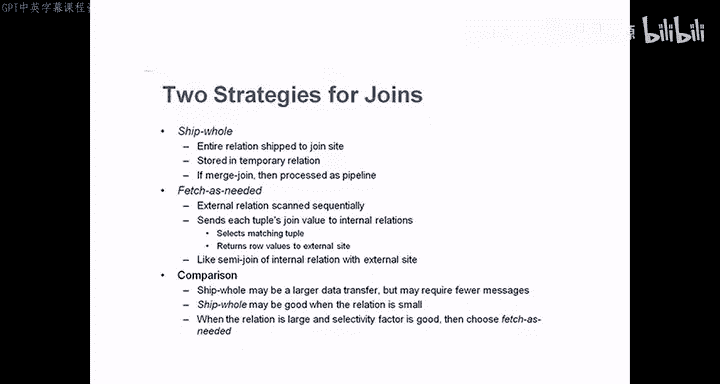 GPT中英字幕课程
bilibili
Two Strategies for Joins
• Ship-whole
– Entire relation shipped to join site
– Stored in temporary relation
– If merge-join, then processed as pipeline
• Fetch-as-needed
– External relation scanned sequentially
– Sends each tuple's join value to internal relations
• Selects matching tuple
• Returns row values to external site
– Like semi-join of internal relation with external site
• Comparison
– Ship-whole may be a larger data transfer, but may require fewer messages
– Ship-whole may be good when the relation is small
– When the relation is large and selectivity factor is good, then choose fetch-as-
needed